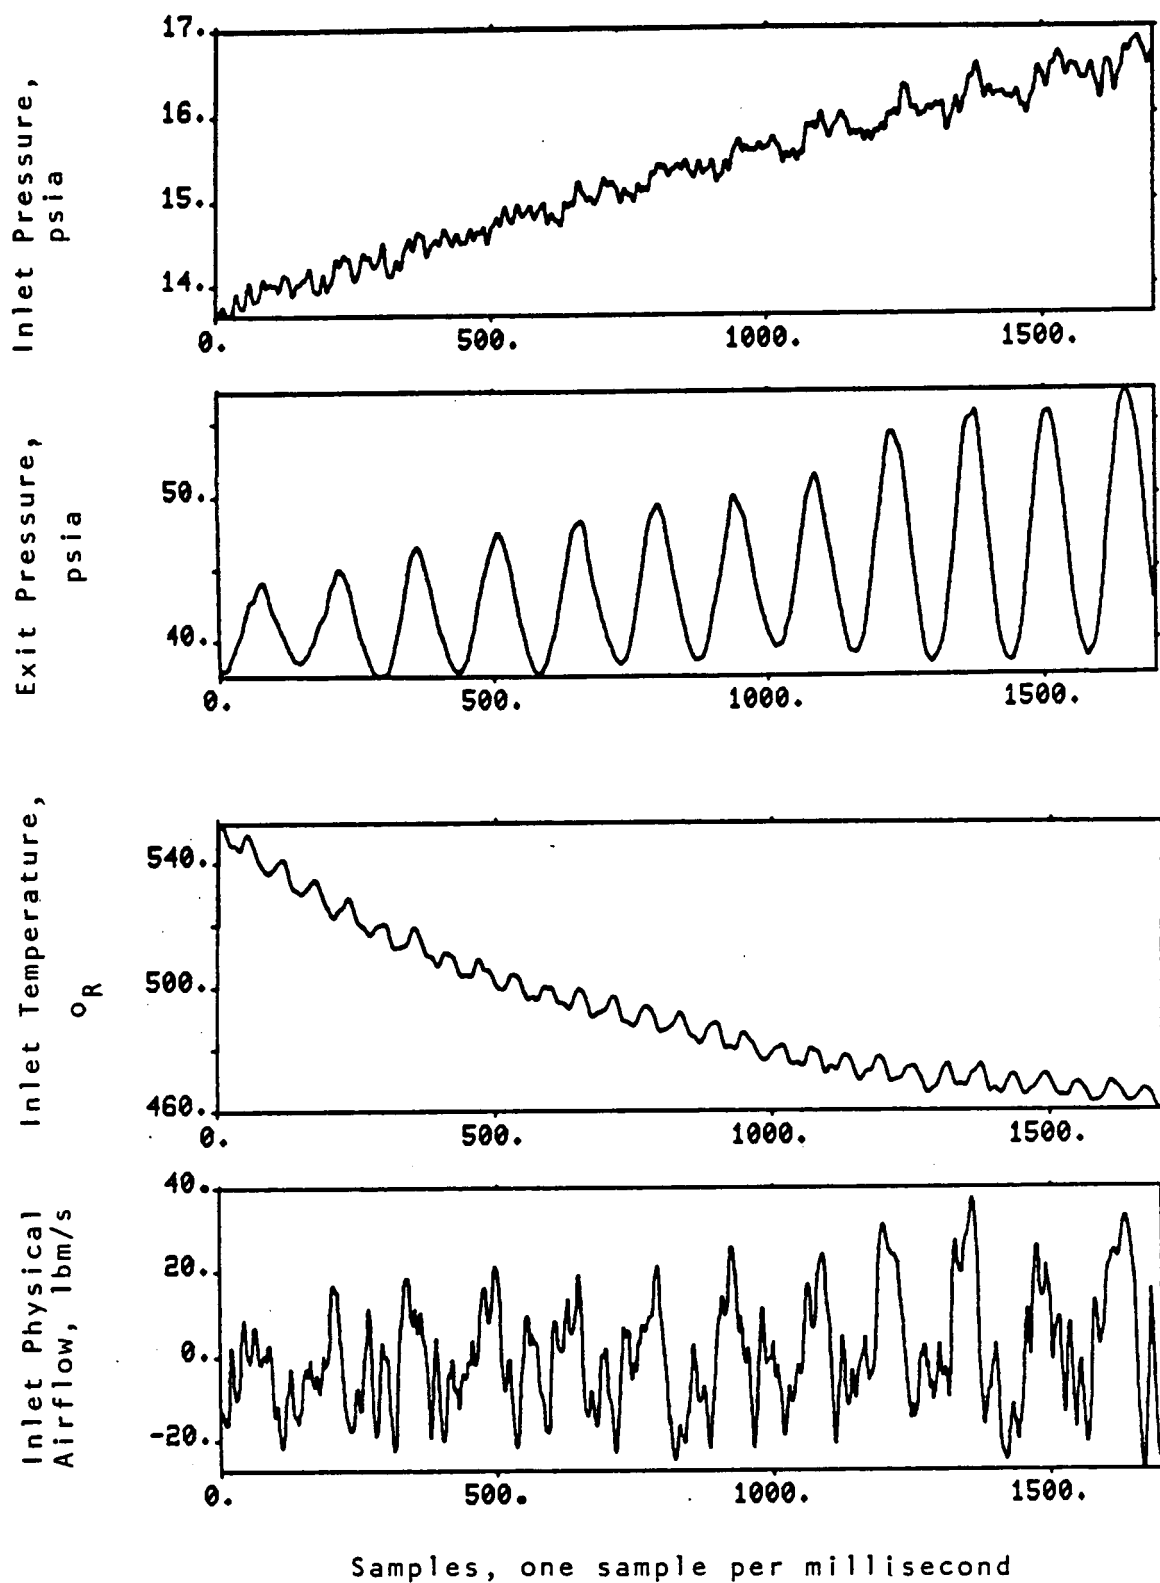 Inlet Pressure,
psia
17.
16.
15.
14.
0. 500. 1000. 1500.
Exit Pressure,
psia
50.
40.
0. 500. 1000. 1500.
Inlet Temperature,
°R
540.
500.
460.
0. 500. 1000. 1500.
Inlet Physical
Airflow, lbm/s
40.
20.
0.
-20.
0. 500. 1000. 1500.
Samples, one sample per millisecond